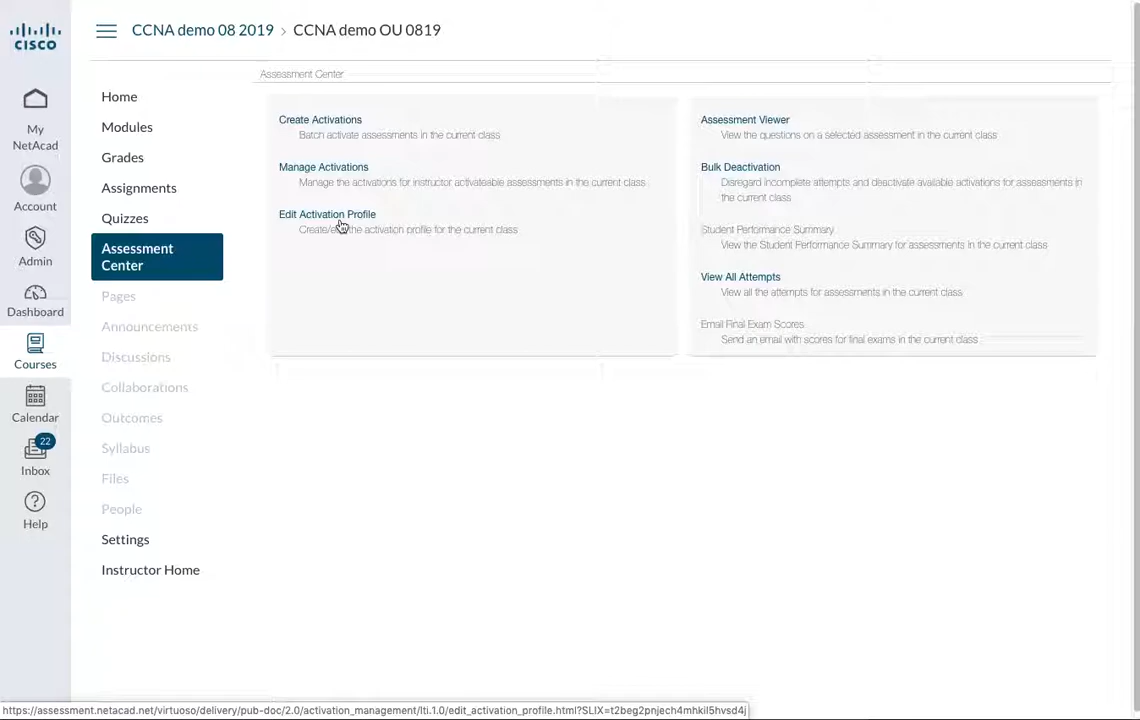 CISCO
CCNA demo 08 2019 › CCNA demo OU 0819
Assessment Center
My
NetAcad
Account
Admin
Dashboard
Courses
Calendar
22
Inbox
Help
Home
Modules
Grades
Assignments
Quizzes
Assessment
Center
Pages
Announcements
Discussions
Collaborations
Outcomes
Syllabus
Files
People
Settings
Instructor Home
Create Activations
Batch activate assessments in the current class
Manage Activations
Manage the activations for instructor activateable assessments in the current class
Edit Activation Profile
Create/edit the activation profile for the current class
Assessment Viewer
View the questions on a selected assessment in the current class
Bulk Deactivation
Disregard incomplete attempts and deactivate available activations for assessments in
the current class
Student Performance Summary
View the Student Performance Summary for assessments in the current class
View All Attempts
View all the attempts for assessments in the current class
Email Final Exam Scores
Send an email with scores for final exams in the current class
https://assessment.netacad.net/virtuoso/delivery/pub-doc/2.0/activation_management/lti.1.0/edit_activation_profile.html?SLIX=t2beg2pnjech4mhkil5hvsd4j